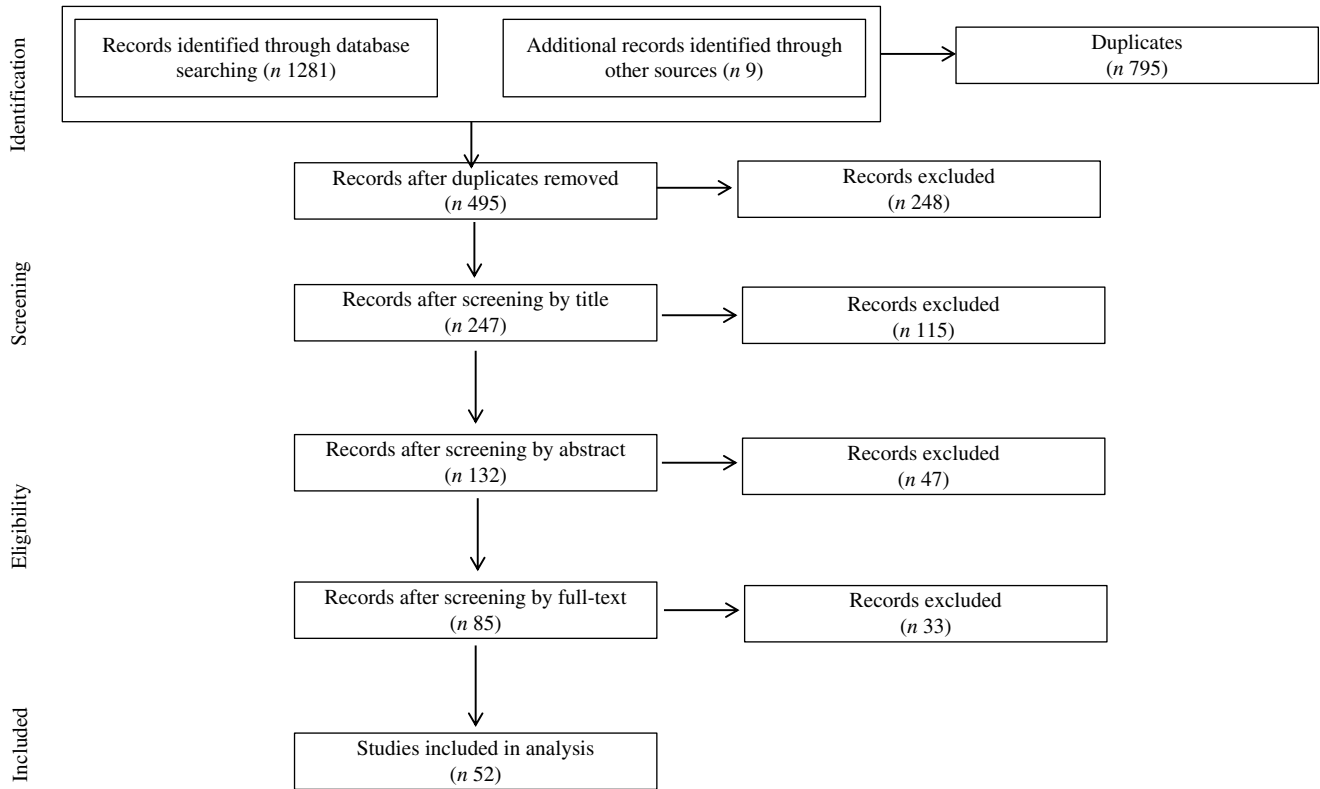 Identification
Records identified through database
searching (n 1281)
Additional records identified through
other sources (n 9)
Duplicates
(n 795)
Records after duplicates removed
(n 495)
Records excluded
(n 248)
Screening
Records after screening by title
(n 247)
Records excluded
(n 115)
Eligibility
Records after screening by abstract
(n 132)
Records excluded
(n 47)
Records after screening by full-text
(n 85)
Records excluded
(n 33)
Included
Studies included in analysis
(n 52)